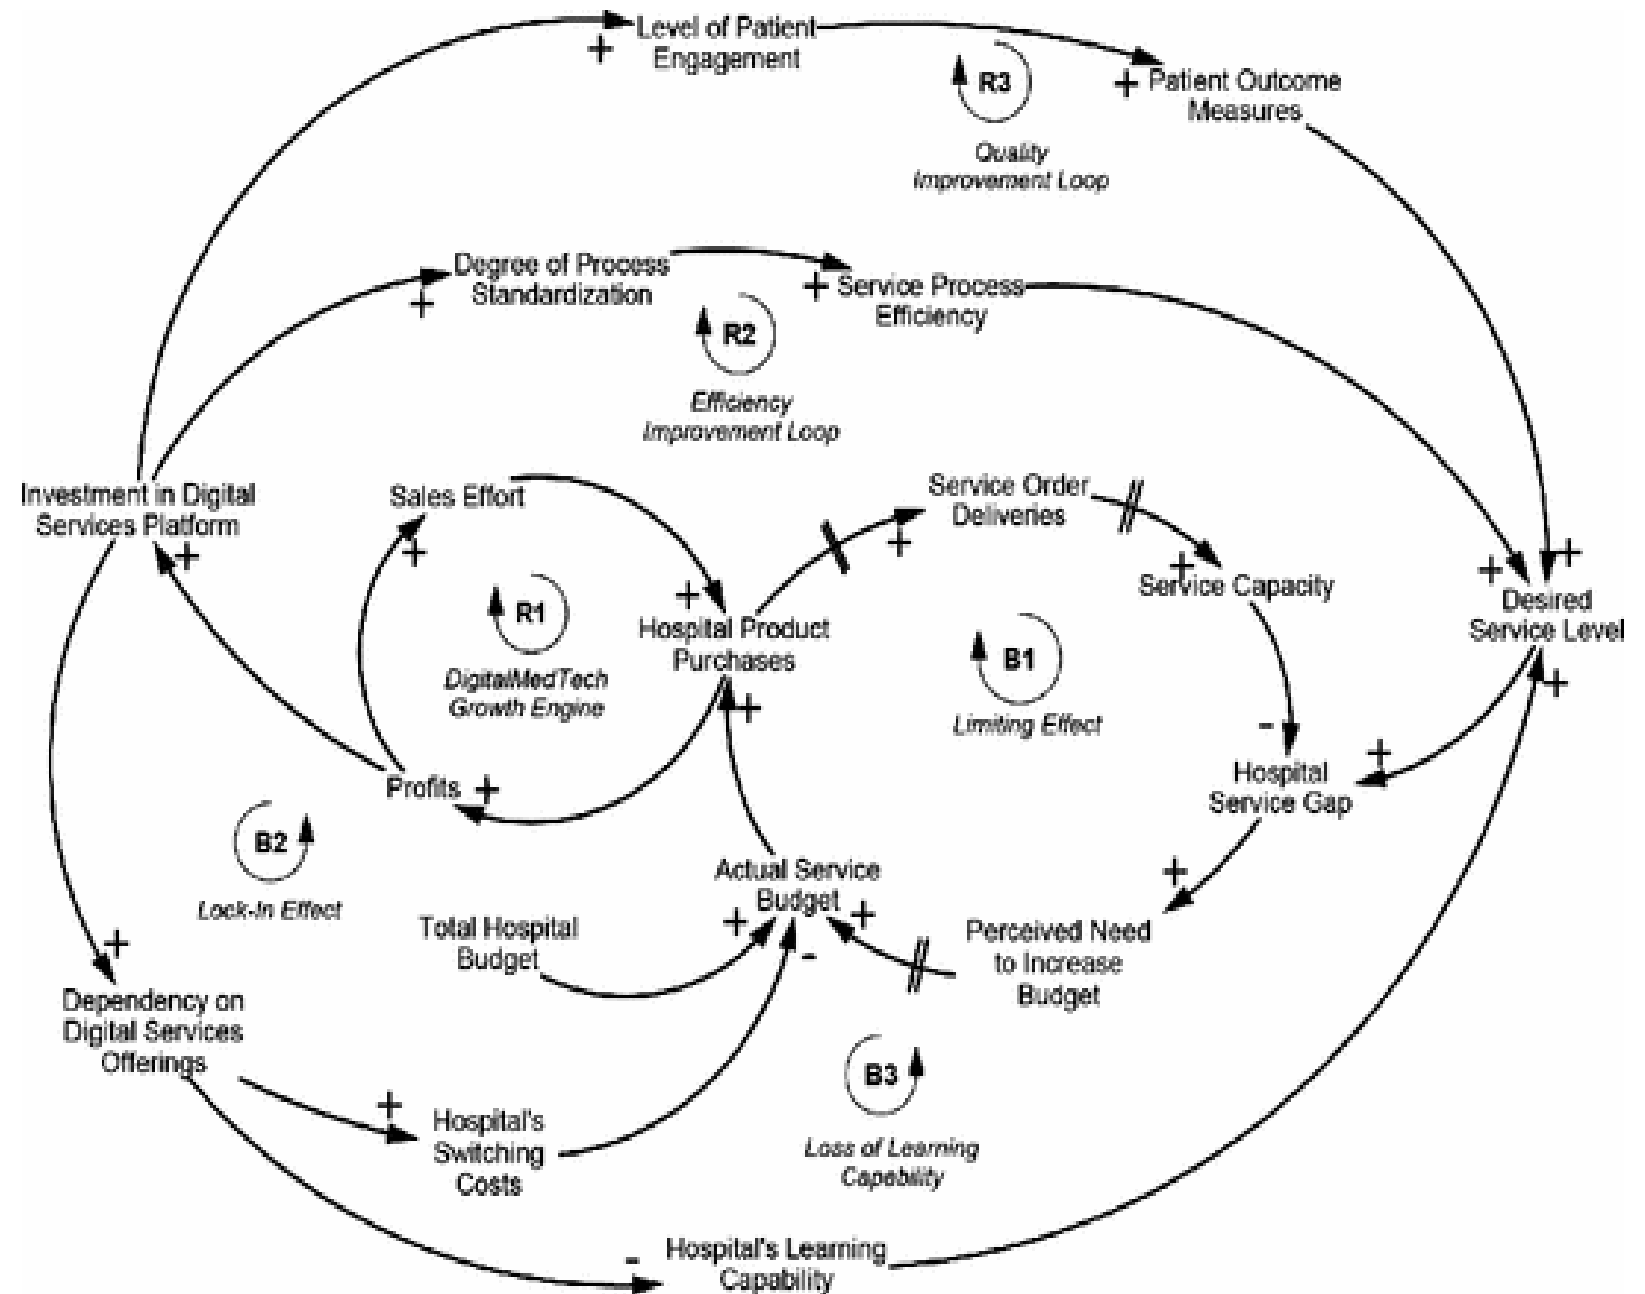 Level of Patient
Engagement
+
R3
+
Patient Outcome
Measures
Quality
Improvement Loop
Degree of Process
Standardization
+
+
Service Process
Efficiency
R2
Efficiency
Improvement Loop
Investment in Digital
Services Platform
+
Sales Effort
+
Service Order
Deliveries
+
+
Service Capacity
+
+
Desired
Service Level
+
R1
DigitalMedTech
Growth Engine
+
Hospital Product
Purchases
+
B1
Limiting Effect
-
+
Hospital
Service Gap
Profits
+
B2
Lock-In Effect
Actual Service
Budget
+
+
-
+
Total Hospital
Budget
Perceived Need
to Increase
Budget
+
Dependency on
Digital Services
Offerings
B3
Loss of Learning
Capability
+
Hospital's
Switching
Costs
-
Hospital's Learning
Capability